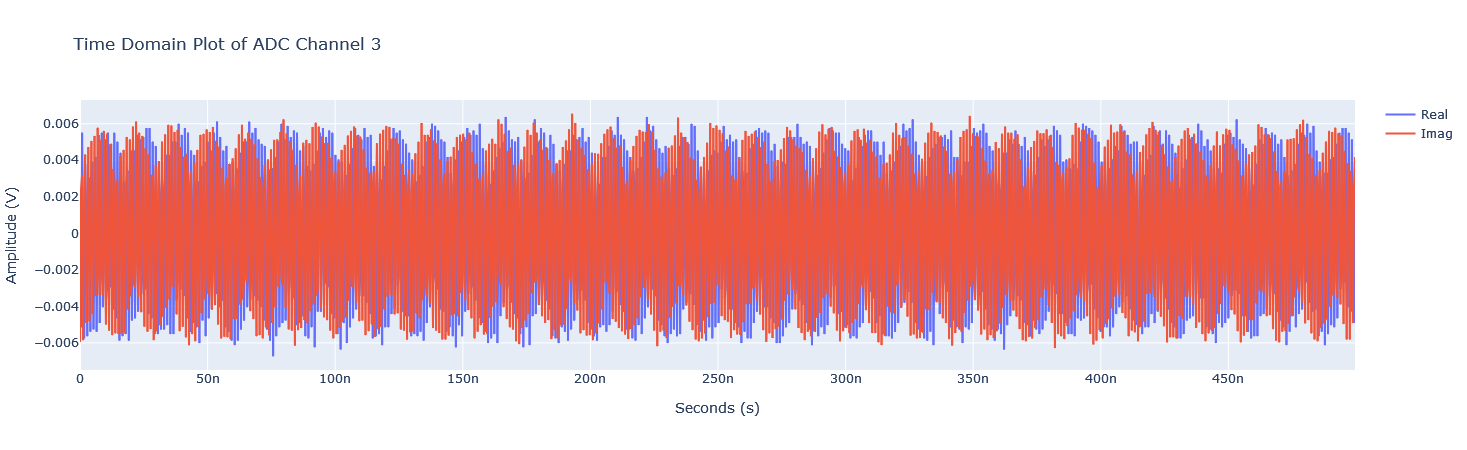 Time Domain Plot of ADC Channel 3
0.006
0.004
0.002
0
−0.002
−0.004
−0.006
Amplitude (V)
0 50n 100n 150n 200n 250n 300n 350n 400n 450n
Seconds (s)
Real
Imag